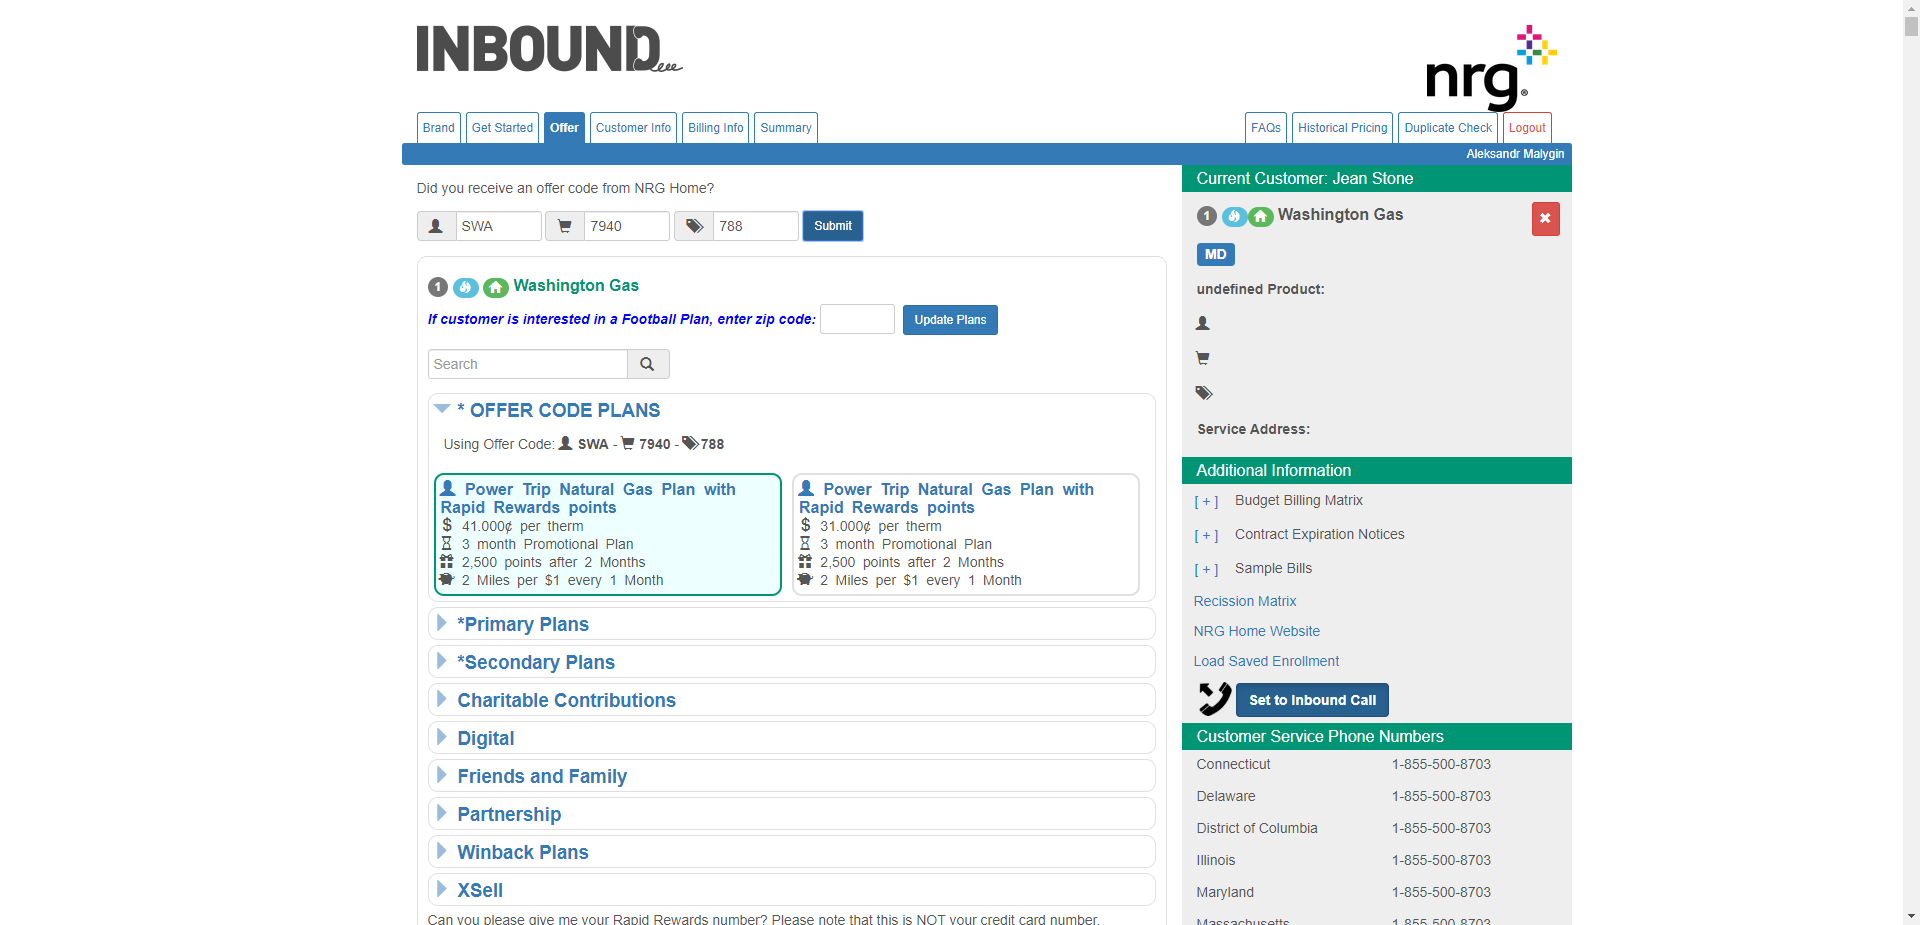 INBOUND
nrg®
Brand
Get Started
Offer
Customer Info
Billing Info
Summary
FAQs
Historical Pricing
Duplicate Check
Logout
Aleksandr Malygin
Did you receive an offer code from NRG Home?
SWA
7940
788
Submit
1 Washington Gas
If customer is interested in a Football Plan, enter zip code:
Update Plans
Search
* OFFER CODE PLANS
Using Offer Code: SWA - 7940 - 788
Power Trip Natural Gas Plan with
Rapid Rewards points
$ 41.000¢ per therm
3 month Promotional Plan
2,500 points after 2 Months
2 Miles per $1 every 1 Month
Power Trip Natural Gas Plan with
Rapid Rewards points
$ 31.000¢ per therm
3 month Promotional Plan
2,500 points after 2 Months
2 Miles per $1 every 1 Month
*Primary Plans
*Secondary Plans
Charitable Contributions
Digital
Friends and Family
Partnership
Winback Plans
XSell
Can you please give me your Rapid Rewards number? Please note that this is NOT your credit card number.
Current Customer: Jean Stone
1 Washington Gas
MD
undefined Product:
Service Address:
Additional Information
[ + ] Budget Billing Matrix
[ + ] Contract Expiration Notices
[ + ] Sample Bills
Recission Matrix
NRG Home Website
Load Saved Enrollment
Set to Inbound Call
Customer Service Phone Numbers
Connecticut 1-855-500-8703
Delaware 1-855-500-8703
District of Columbia 1-855-500-8703
Illinois 1-855-500-8703
Maryland 1-855-500-8703
Massachusetts 1-855-500-8703